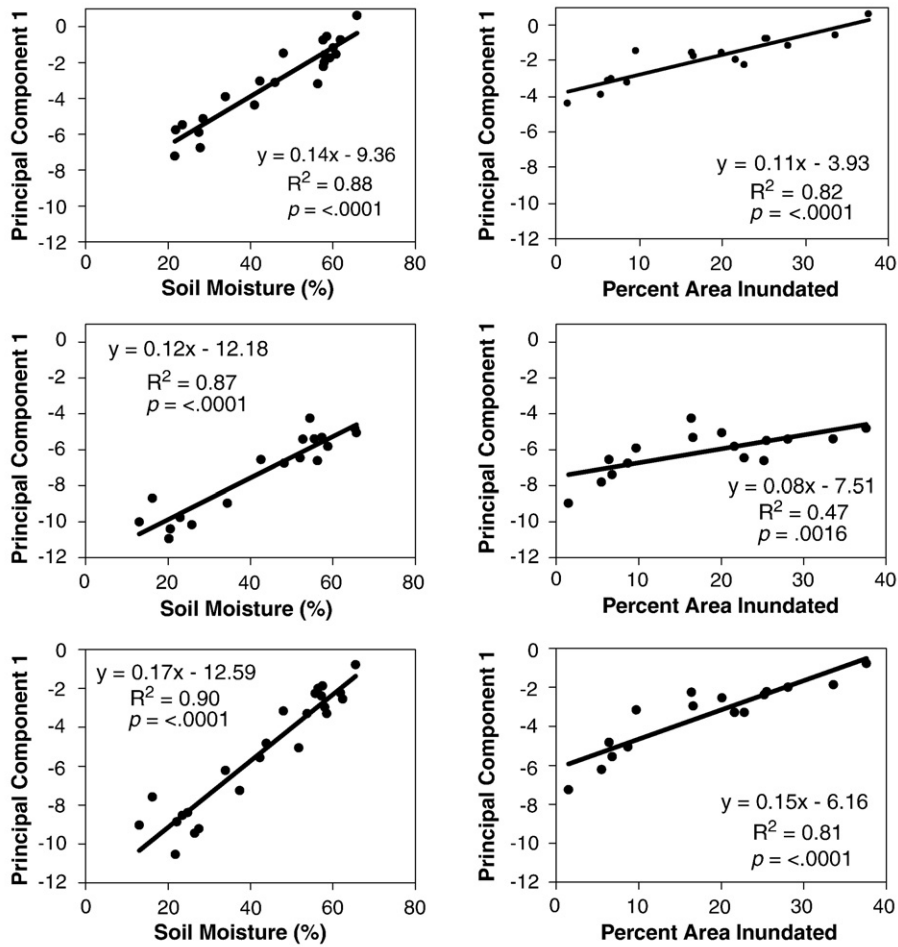 Principal Component 1
0
-2
-4
-6
-8
-10
-12
y = 0.14x - 9.36
R² = 0.88
p = <.0001
0 20 40 60 80
Soil Moisture (%)
Principal Component 1
0
-2
-4
-6
-8
-10
-12
y = 0.11x - 3.93
R² = 0.82
p = <.0001
0 10 20 30 40
Percent Area Inundated
Principal Component 1
0
-2
-4
-6
-8
-10
-12
y = 0.12x - 12.18
R² = 0.87
p = <.0001
0 20 40 60 80
Soil Moisture (%)
Principal Component 1
0
-2
-4
-6
-8
-10
-12
y = 0.08x - 7.51
R² = 0.47
p = .0016
0 10 20 30 40
Percent Area Inundated
Principal Component 1
0
-2
-4
-6
-8
-10
-12
y = 0.17x - 12.59
R² = 0.90
p = <.0001
0 20 40 60 80
Soil Moisture (%)
Principal Component 1
0
-2
-4
-6
-8
-10
-12
y = 0.15x - 6.16
R² = 0.81
p = <.0001
0 10 20 30 40
Percent Area Inundated